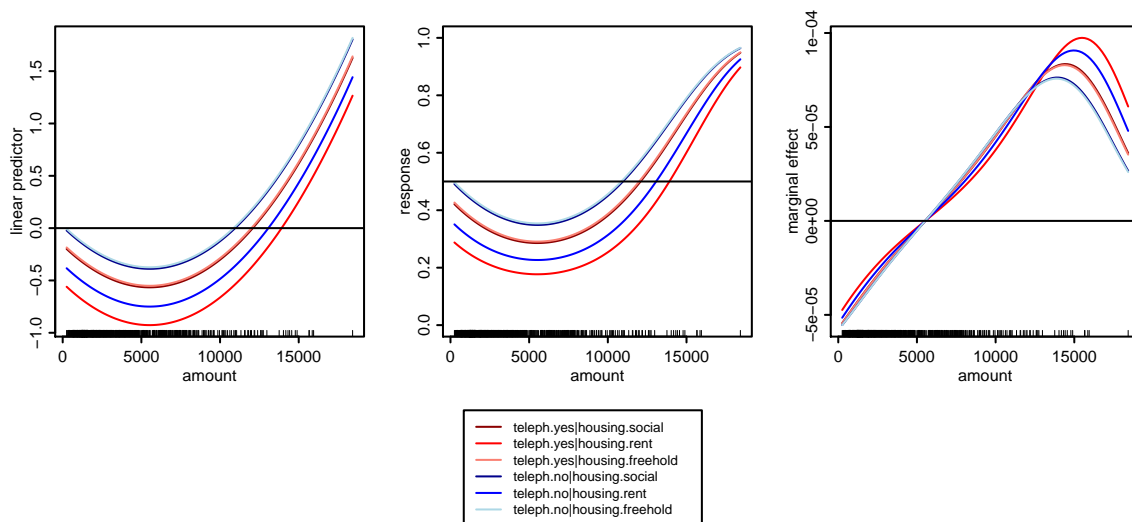 linear predictor
−1.0
−0.5
0.0
0.5
1.0
1.5
0
5000
10000
15000
amount
response
0.0
0.2
0.4
0.6
0.8
1.0
0
5000
10000
15000
amount
marginal effect
−5e−05
0e+00
5e−05
1e−04
0
5000
10000
15000
amount
teleph.yes|housing.social
teleph.yes|housing.rent
teleph.yes|housing.freehold
teleph.no|housing.social
teleph.no|housing.rent
teleph.no|housing.freehold